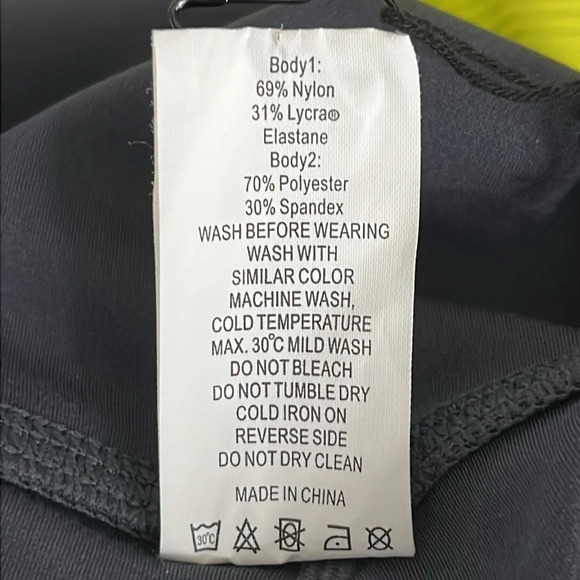 Body1:
69% Nylon
31% Lycra®
Elastane
Body2:
70% Polyester
30% Spandex
WASH BEFORE WEARING
WASH WITH
SIMILAR COLOR
MACHINE WASH,
COLD TEMPERATURE
MAX. 30℃ MILD WASH
DO NOT BLEACH
DO NOT TUMBLE DRY
COLD IRON ON
REVERSE SIDE
DO NOT DRY CLEAN
MADE IN CHINA
30℃